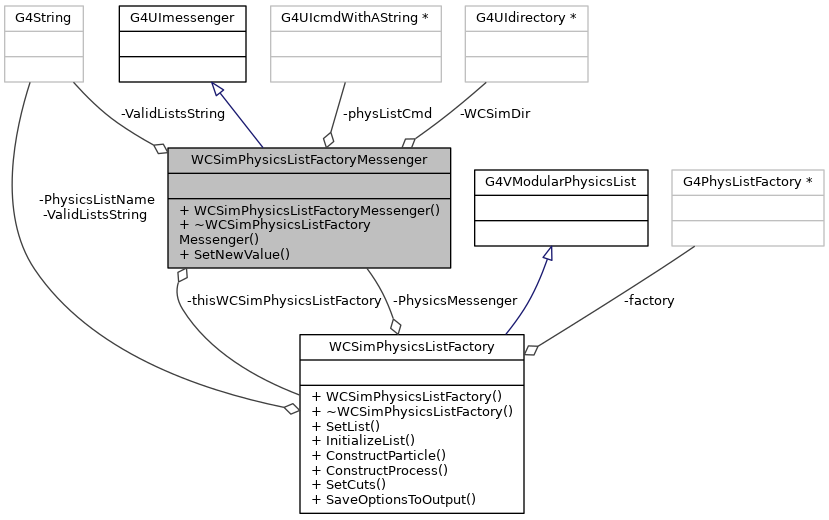 G4String
G4UImessenger
G4UIcmdWithAString *
G4UIdirectory *
-ValidListsString
-physListCmd
-WCSimDir
WCSimPhysicsListFactoryMessenger
+ WCSimPhysicsListFactoryMessenger()
+ ~WCSimPhysicsListFactory
Messenger()
+ SetNewValue()
G4VModularPhysicsList
G4PhysListFactory *
-PhysicsListName
-ValidListsString
-thisWCSimPhysicsListFactory
-PhysicsMessenger
-factory
WCSimPhysicsListFactory
+ WCSimPhysicsListFactory()
+ ~WCSimPhysicsListFactory()
+ SetList()
+ InitializeList()
+ ConstructParticle()
+ ConstructProcess()
+ SetCuts()
+ SaveOptionsToOutput()